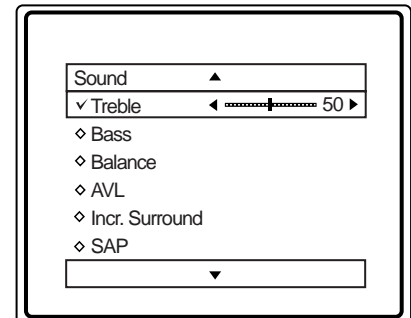 Sound
Treble 50
Bass
Balance
AVL
Incr. Surround
SAP